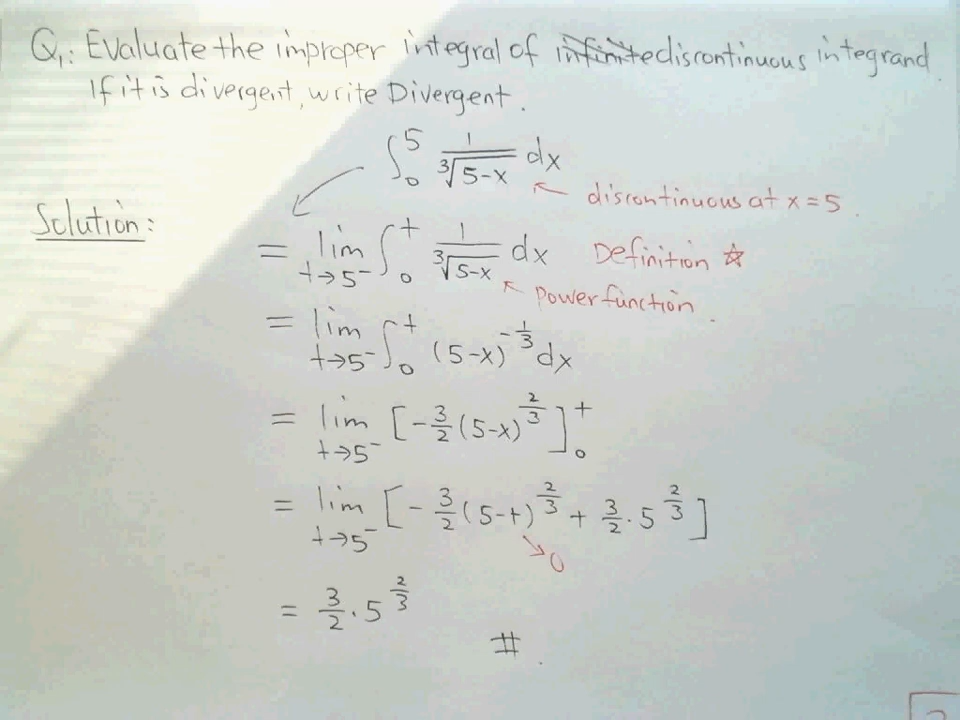 Q₁: Evaluate the improper integral of infinite discontinuous integrand.
If it is divergent, write Divergent.
∫₀⁵ 1/∛(5-x) dx
discontinuous at x = 5.
Solution:
= lim t→5⁻ ∫₀ᵗ 1/∛(5-x) dx Definition ☆
Power function.
= lim t→5⁻ ∫₀ᵗ (5-x)^(-1/3) dx
= lim t→5⁻ [-3/2 (5-x)^(2/3)]₀ᵗ
= lim t→5⁻ [-3/2 (5-t)^(2/3) + 3/2 · 5^(2/3)]
0
= 3/2 · 5^(2/3)
#.